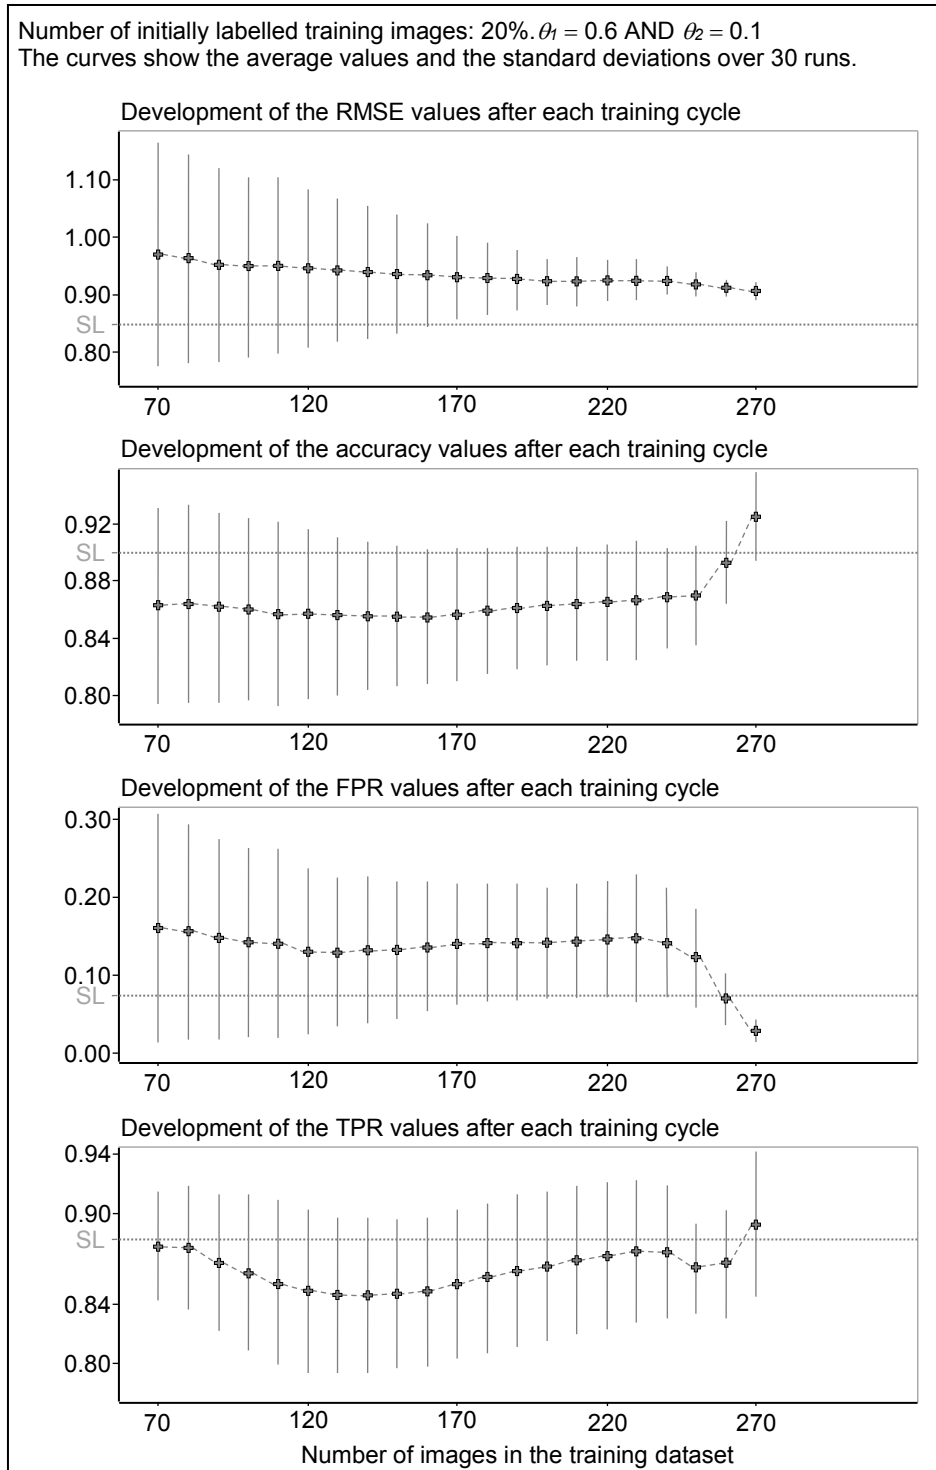 Number of initially labelled training images: 20%. θ1 = 0.6 AND θ2 = 0.1
The curves show the average values and the standard deviations over 30 runs.
Development of the RMSE values after each training cycle
1.10
1.00
0.90
SL
0.80
70 120 170 220 270
Development of the accuracy values after each training cycle
0.92
SL
0.88
0.84
0.80
70 120 170 220 270
Development of the FPR values after each training cycle
0.30
0.20
0.10
SL
0.00
70 120 170 220 270
Development of the TPR values after each training cycle
0.94
0.90
SL
0.84
0.80
70 120 170 220 270
Number of images in the training dataset